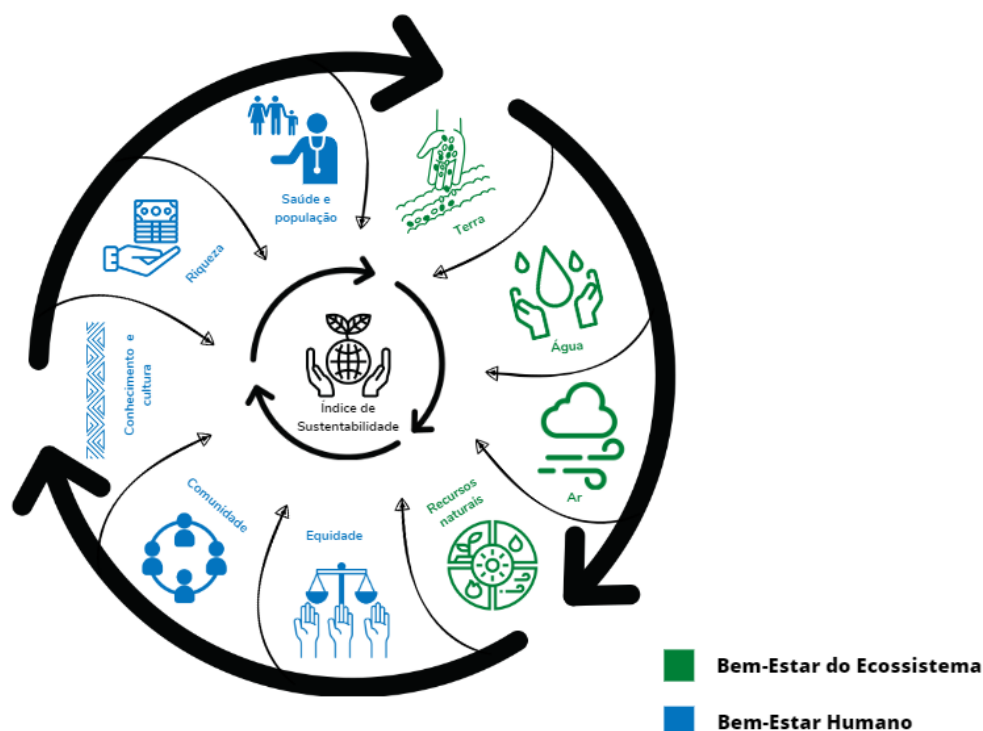 Saúde e
população
Terra
Riqueza
Água
Conhecimento e
cultura
Índice de
Sustentabilidade
Ar
Comunidade
Recursos
naturais
Equidade
Bem-Estar do Ecossistema
Bem-Estar Humano